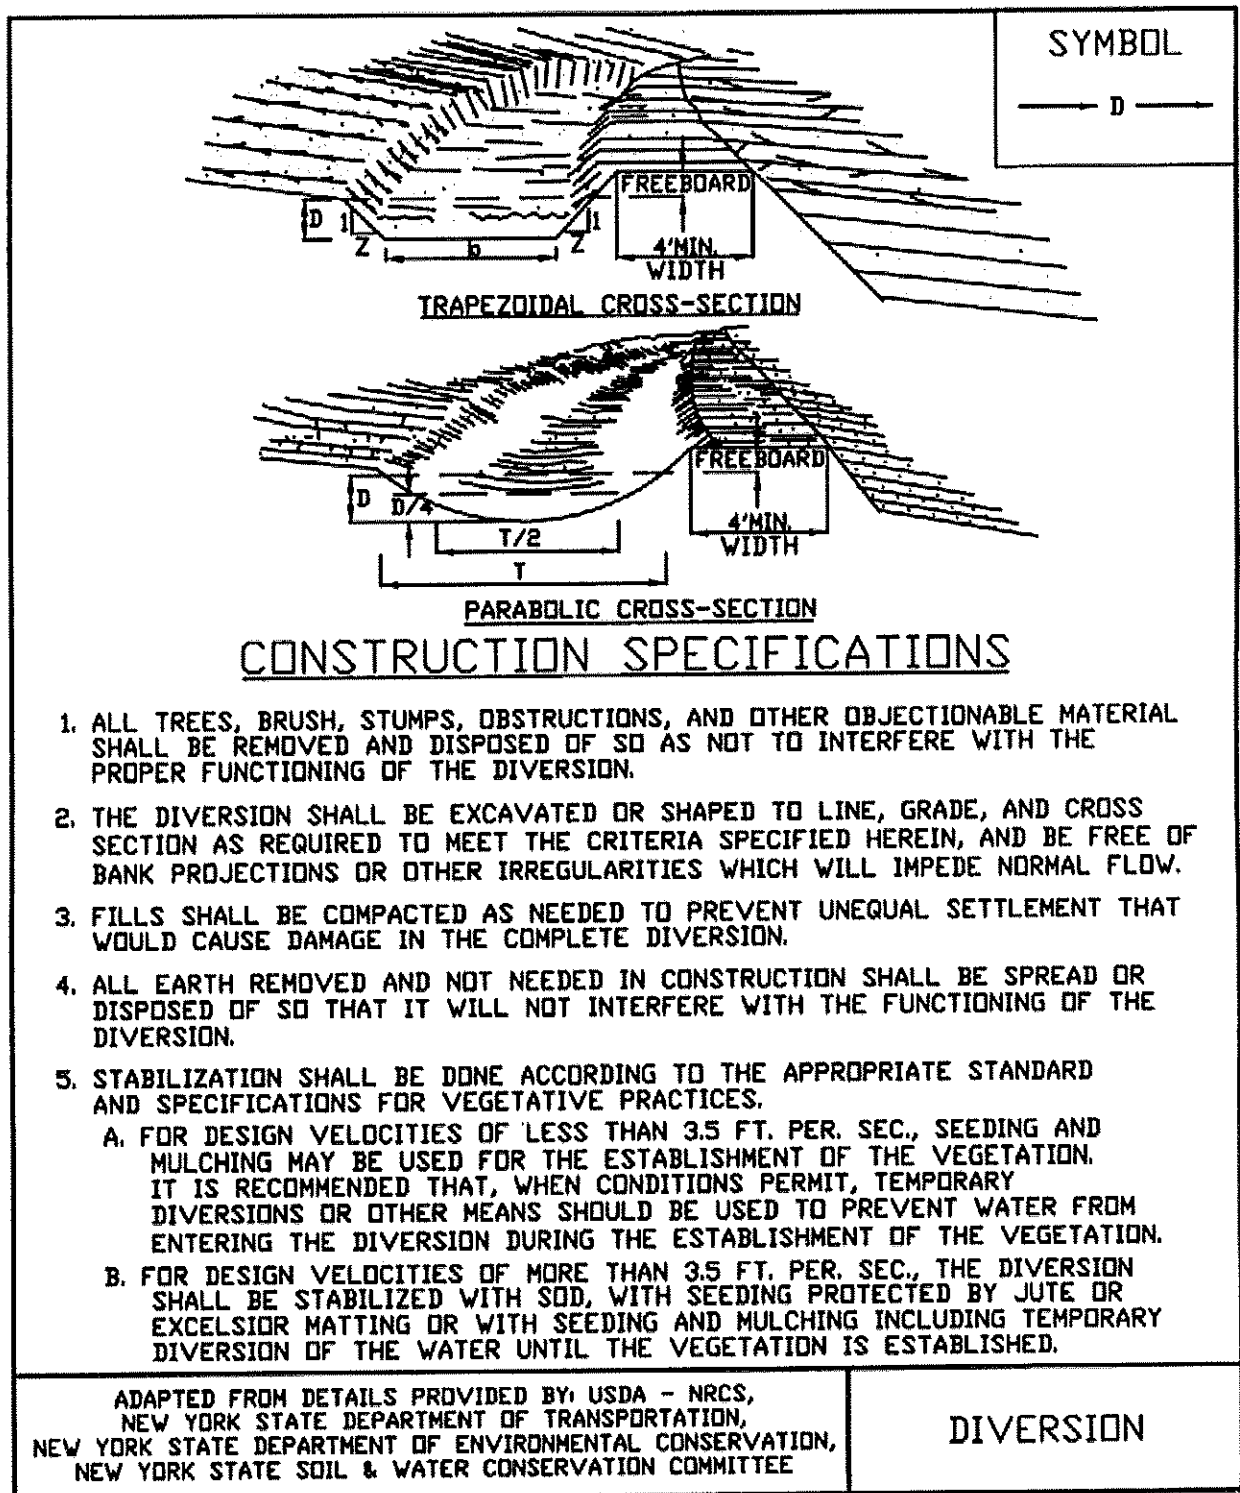 SYMBOL
D
FREEBOARD
D 1 1
Z b Z
4'MIN.
WIDTH
TRAPEZOIDAL CROSS-SECTION
FREEBOARD
D D/4
T/2
T
4'MIN.
WIDTH
PARABOLIC CROSS-SECTION
CONSTRUCTION SPECIFICATIONS
1. ALL TREES, BRUSH, STUMPS, OBSTRUCTIONS, AND OTHER OBJECTIONABLE MATERIAL
SHALL BE REMOVED AND DISPOSED OF SO AS NOT TO INTERFERE WITH THE
PROPER FUNCTIONING OF THE DIVERSION.
2. THE DIVERSION SHALL BE EXCAVATED OR SHAPED TO LINE, GRADE, AND CROSS
SECTION AS REQUIRED TO MEET THE CRITERIA SPECIFIED HEREIN, AND BE FREE OF
BANK PROJECTIONS OR OTHER IRREGULARITIES WHICH WILL IMPEDE NORMAL FLOW.
3. FILLS SHALL BE COMPACTED AS NEEDED TO PREVENT UNEQUAL SETTLEMENT THAT
WOULD CAUSE DAMAGE IN THE COMPLETE DIVERSION.
4. ALL EARTH REMOVED AND NOT NEEDED IN CONSTRUCTION SHALL BE SPREAD OR
DISPOSED OF SO THAT IT WILL NOT INTERFERE WITH THE FUNCTIONING OF THE
DIVERSION.
5. STABILIZATION SHALL BE DONE ACCORDING TO THE APPROPRIATE STANDARD
AND SPECIFICATIONS FOR VEGETATIVE PRACTICES.
A. FOR DESIGN VELOCITIES OF LESS THAN 3.5 FT. PER. SEC., SEEDING AND
MULCHING MAY BE USED FOR THE ESTABLISHMENT OF THE VEGETATION.
IT IS RECOMMENDED THAT, WHEN CONDITIONS PERMIT, TEMPORARY
DIVERSIONS OR OTHER MEANS SHOULD BE USED TO PREVENT WATER FROM
ENTERING THE DIVERSION DURING THE ESTABLISHMENT OF THE VEGETATION.
B. FOR DESIGN VELOCITIES OF MORE THAN 3.5 FT. PER. SEC., THE DIVERSION
SHALL BE STABILIZED WITH SOD, WITH SEEDING PROTECTED BY JUTE OR
EXCELSIOR MATTING OR WITH SEEDING AND MULCHING INCLUDING TEMPORARY
DIVERSION OF THE WATER UNTIL THE VEGETATION IS ESTABLISHED.
ADAPTED FROM DETAILS PROVIDED BY: USDA - NRCS,
NEW YORK STATE DEPARTMENT OF TRANSPORTATION,
NEW YORK STATE DEPARTMENT OF ENVIRONMENTAL CONSERVATION,
NEW YORK STATE SOIL & WATER CONSERVATION COMMITTEE
DIVERSION